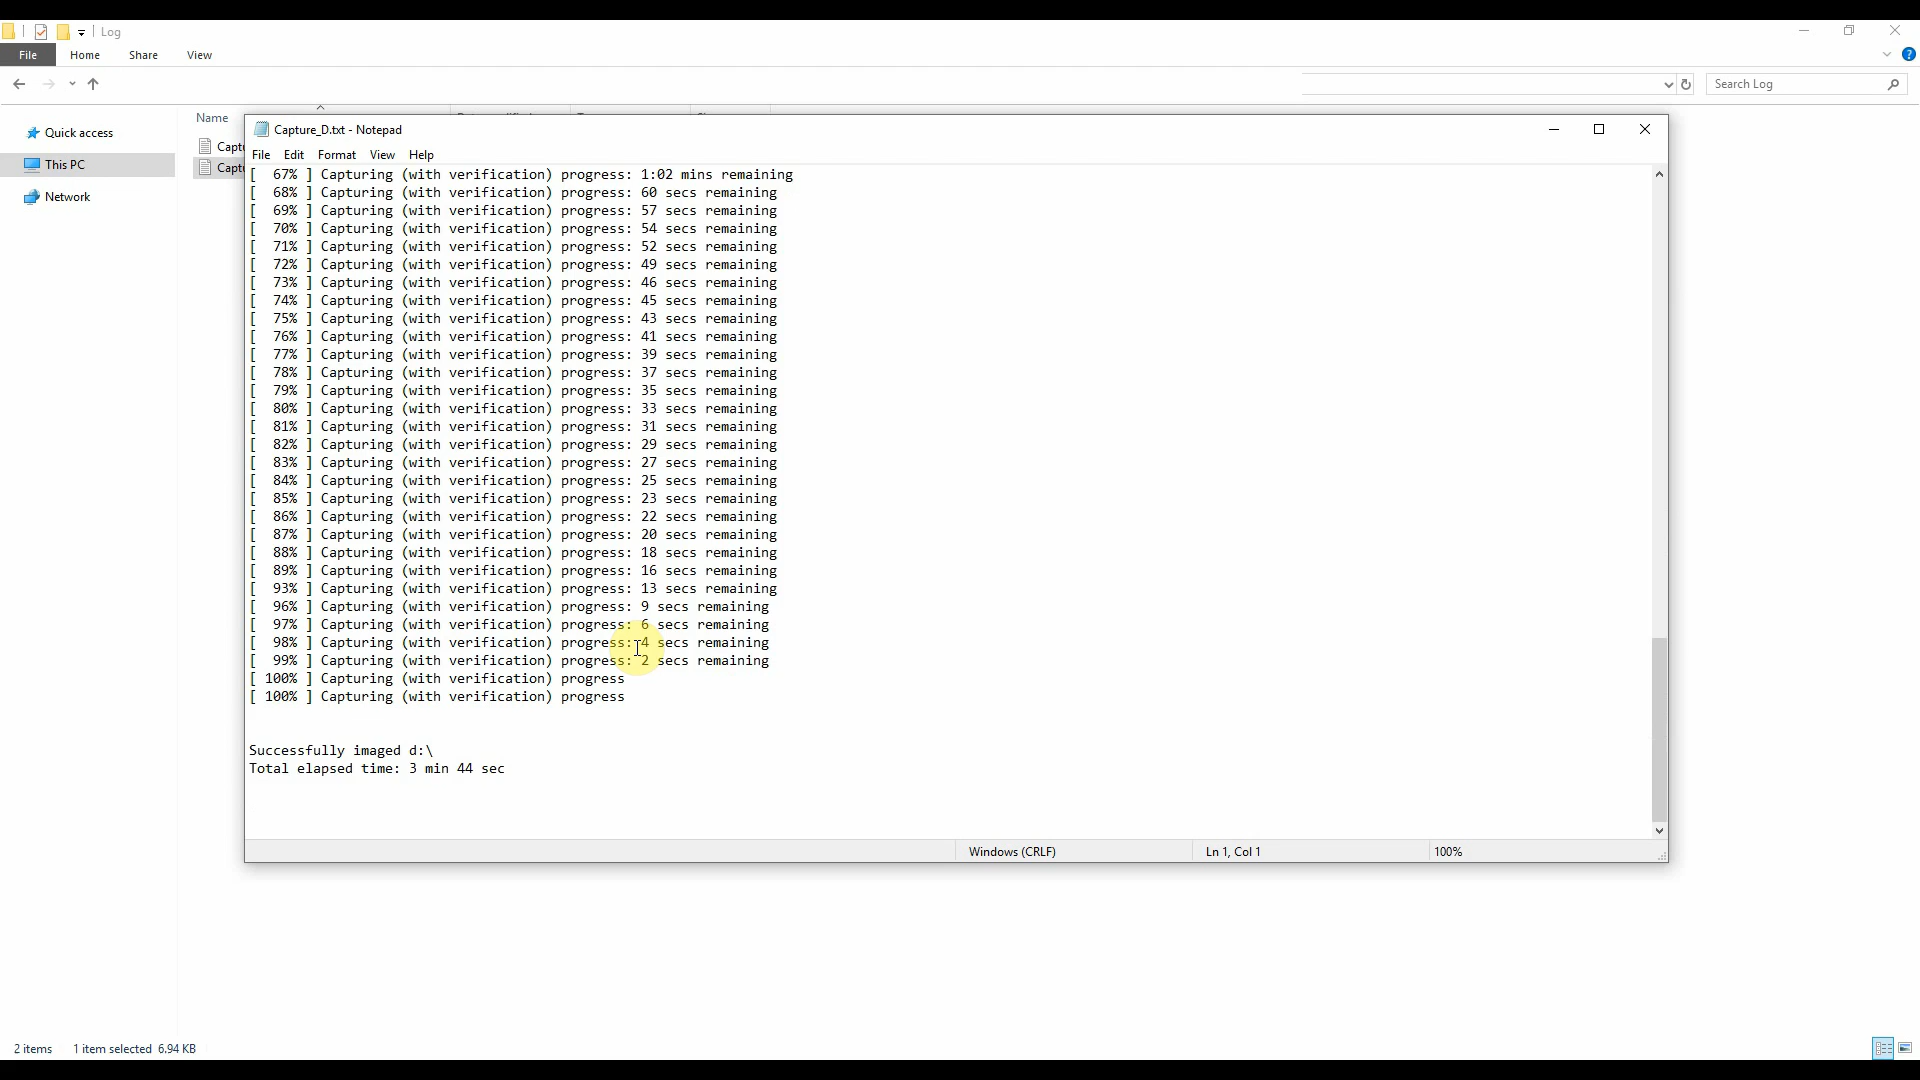 Log
File Home Share View
Search Log
Quick access
This PC
Network
Name
Capt
Capt
Capture_D.txt - Notepad
File Edit Format View Help
[ 67% ] Capturing (with verification) progress: 1:02 mins remaining
[ 68% ] Capturing (with verification) progress: 60 secs remaining
[ 69% ] Capturing (with verification) progress: 57 secs remaining
[ 70% ] Capturing (with verification) progress: 54 secs remaining
[ 71% ] Capturing (with verification) progress: 52 secs remaining
[ 72% ] Capturing (with verification) progress: 49 secs remaining
[ 73% ] Capturing (with verification) progress: 46 secs remaining
[ 74% ] Capturing (with verification) progress: 45 secs remaining
[ 75% ] Capturing (with verification) progress: 43 secs remaining
[ 76% ] Capturing (with verification) progress: 41 secs remaining
[ 77% ] Capturing (with verification) progress: 39 secs remaining
[ 78% ] Capturing (with verification) progress: 37 secs remaining
[ 79% ] Capturing (with verification) progress: 35 secs remaining
[ 80% ] Capturing (with verification) progress: 33 secs remaining
[ 81% ] Capturing (with verification) progress: 31 secs remaining
[ 82% ] Capturing (with verification) progress: 29 secs remaining
[ 83% ] Capturing (with verification) progress: 27 secs remaining
[ 84% ] Capturing (with verification) progress: 25 secs remaining
[ 85% ] Capturing (with verification) progress: 23 secs remaining
[ 86% ] Capturing (with verification) progress: 22 secs remaining
[ 87% ] Capturing (with verification) progress: 20 secs remaining
[ 88% ] Capturing (with verification) progress: 18 secs remaining
[ 89% ] Capturing (with verification) progress: 16 secs remaining
[ 93% ] Capturing (with verification) progress: 13 secs remaining
[ 96% ] Capturing (with verification) progress: 9 secs remaining
[ 97% ] Capturing (with verification) progress: 6 secs remaining
[ 98% ] Capturing (with verification) progress: 4 secs remaining
[ 99% ] Capturing (with verification) progress: 2 secs remaining
[ 100% ] Capturing (with verification) progress
[ 100% ] Capturing (with verification) progress
Successfully imaged d:\
Total elapsed time: 3 min 44 sec
Windows (CRLF) Ln 1, Col 1 100%
2 items 1 item selected 6.94 KB